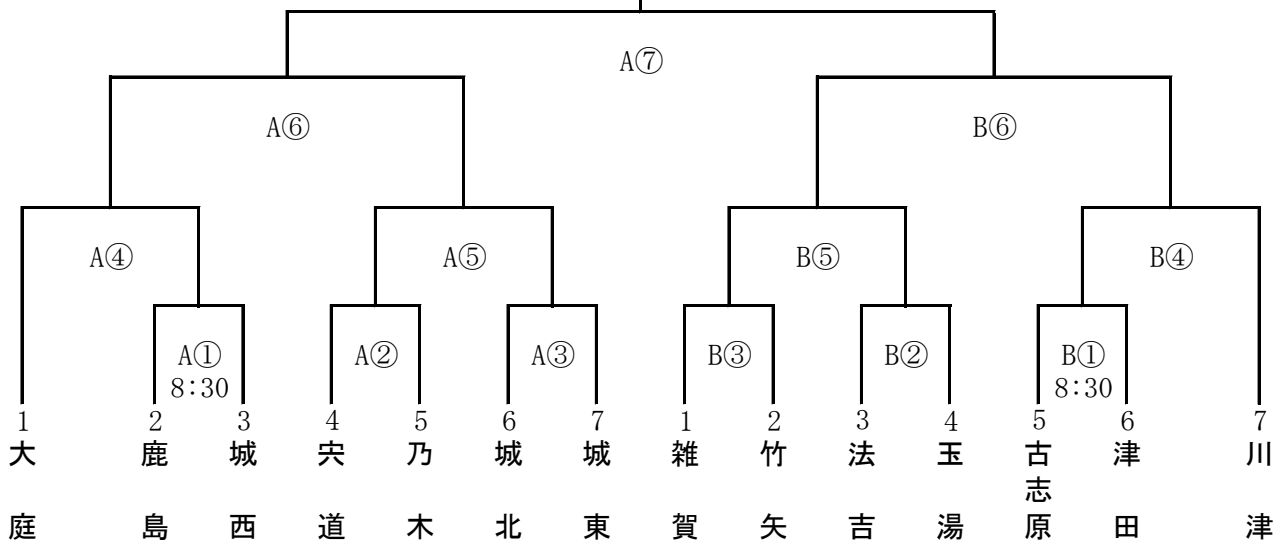 A⑦
A⑥ B⑥
A④ A⑤ B⑤ B④
A① A② A③ B③ B② B①
8:30 8:30
1 2 3 4 5 6 7 1 2 3 4 5 6 7
大庭 鹿島 城西 宍道 乃木 城北 城東 雑賀 竹矢 法吉 玉湯 古志原 津田 川津